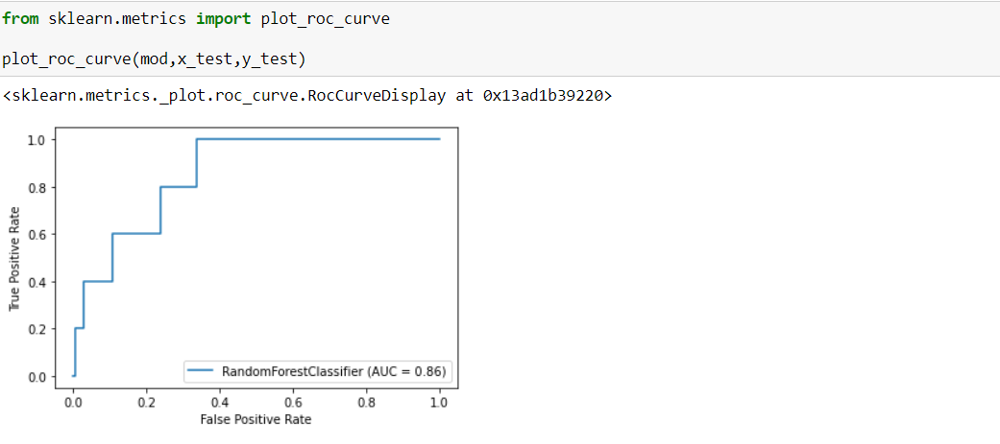 from sklearn.metrics import plot_roc_curve
plot_roc_curve(mod,x_test,y_test)
<sklearn.metrics._plot.roc_curve.RocCurveDisplay at 0x13ad1b39220>
1.0
0.8
0.6
0.4
0.2
0.0
True Positive Rate
RandomForestClassifier (AUC = 0.86)
0.0 0.2 0.4 0.6 0.8 1.0
False Positive Rate